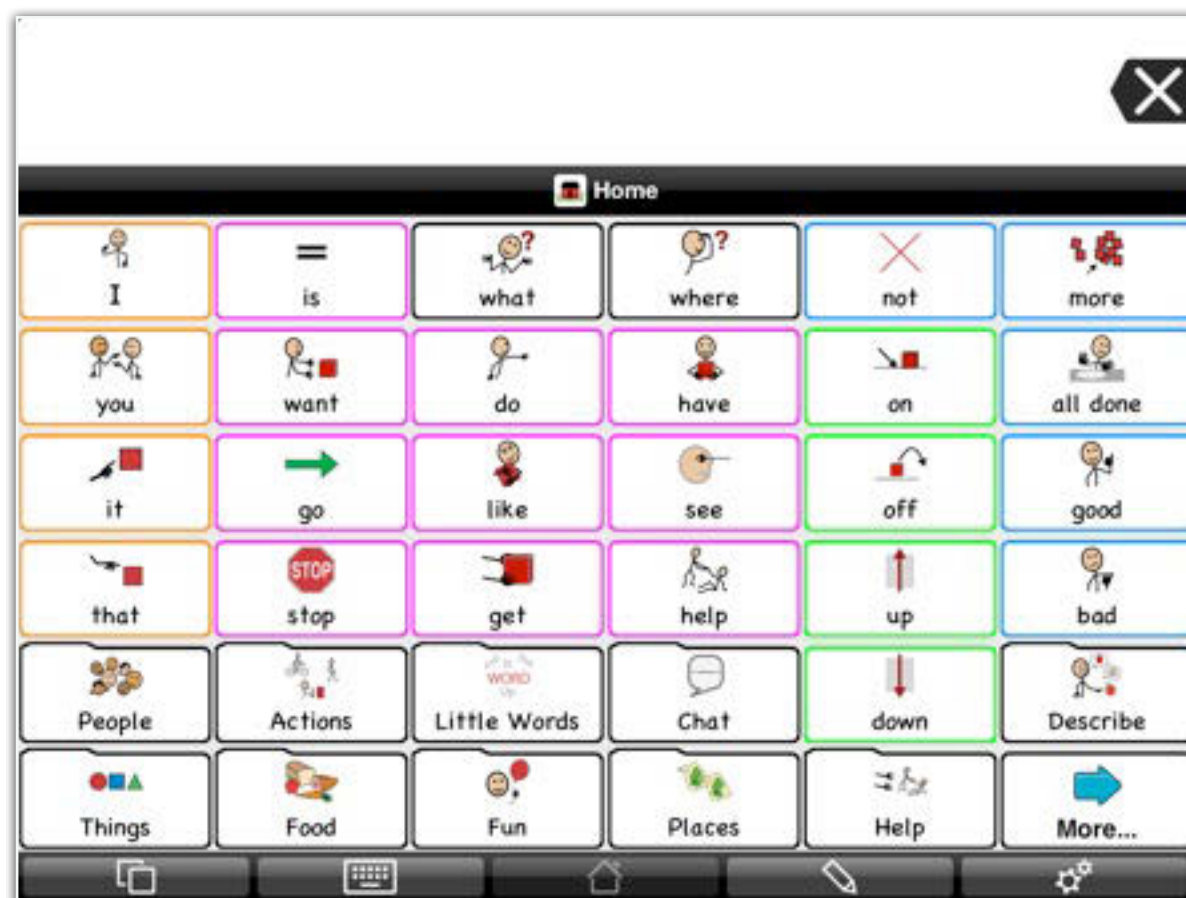 Home
I is what where not more
you want do have on all done
it go like see off good
STOP
that stop get help up bad
WORD
People Actions Little Words Chat down Describe
Things Food Fun Places Help More...